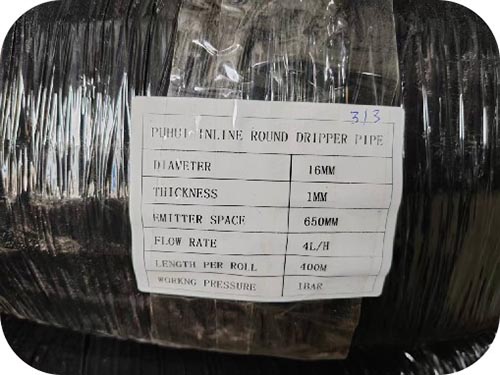 313
PUHUI INLINE ROUND DRIPPER PIPE
DIAVETER 16MM
THICKNESS 1MM
EMITTER SPACE 650MM
FLOW RATE 4L/H
LENGTH PER ROLL 400M
WORKNG PRESSURE 1BAR